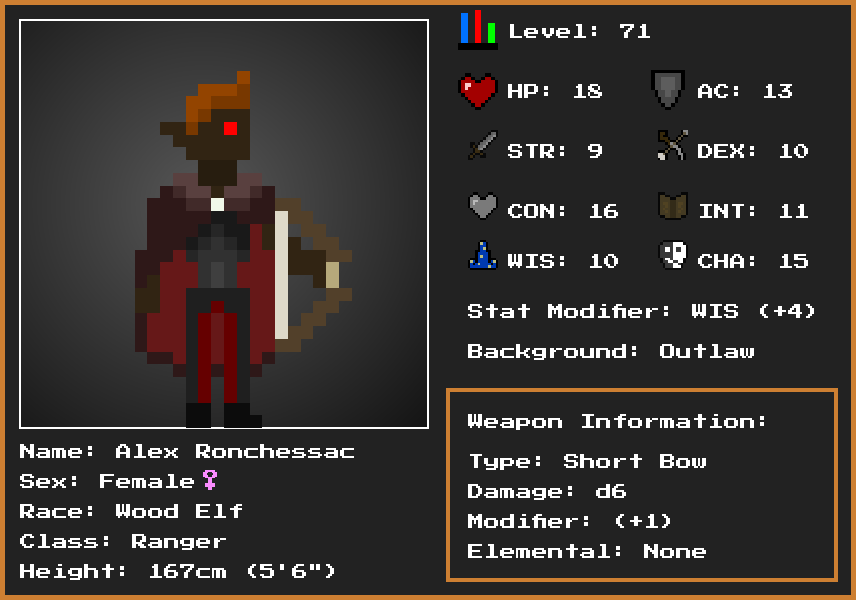 Level: 71
HP: 18 AC: 13
STR: 9 DEX: 10
CON: 16 INT: 11
WIS: 10 CHA: 15
Stat Modifier: WIS (+4)
Background: Outlaw
Weapon Information:
Type: Short Bow
Damage: d6
Modifier: (+1)
Elemental: None
Name: Alex Ronchessac
Sex: Female♀
Race: Wood Elf
Class: Ranger
Height: 167cm (5'6")